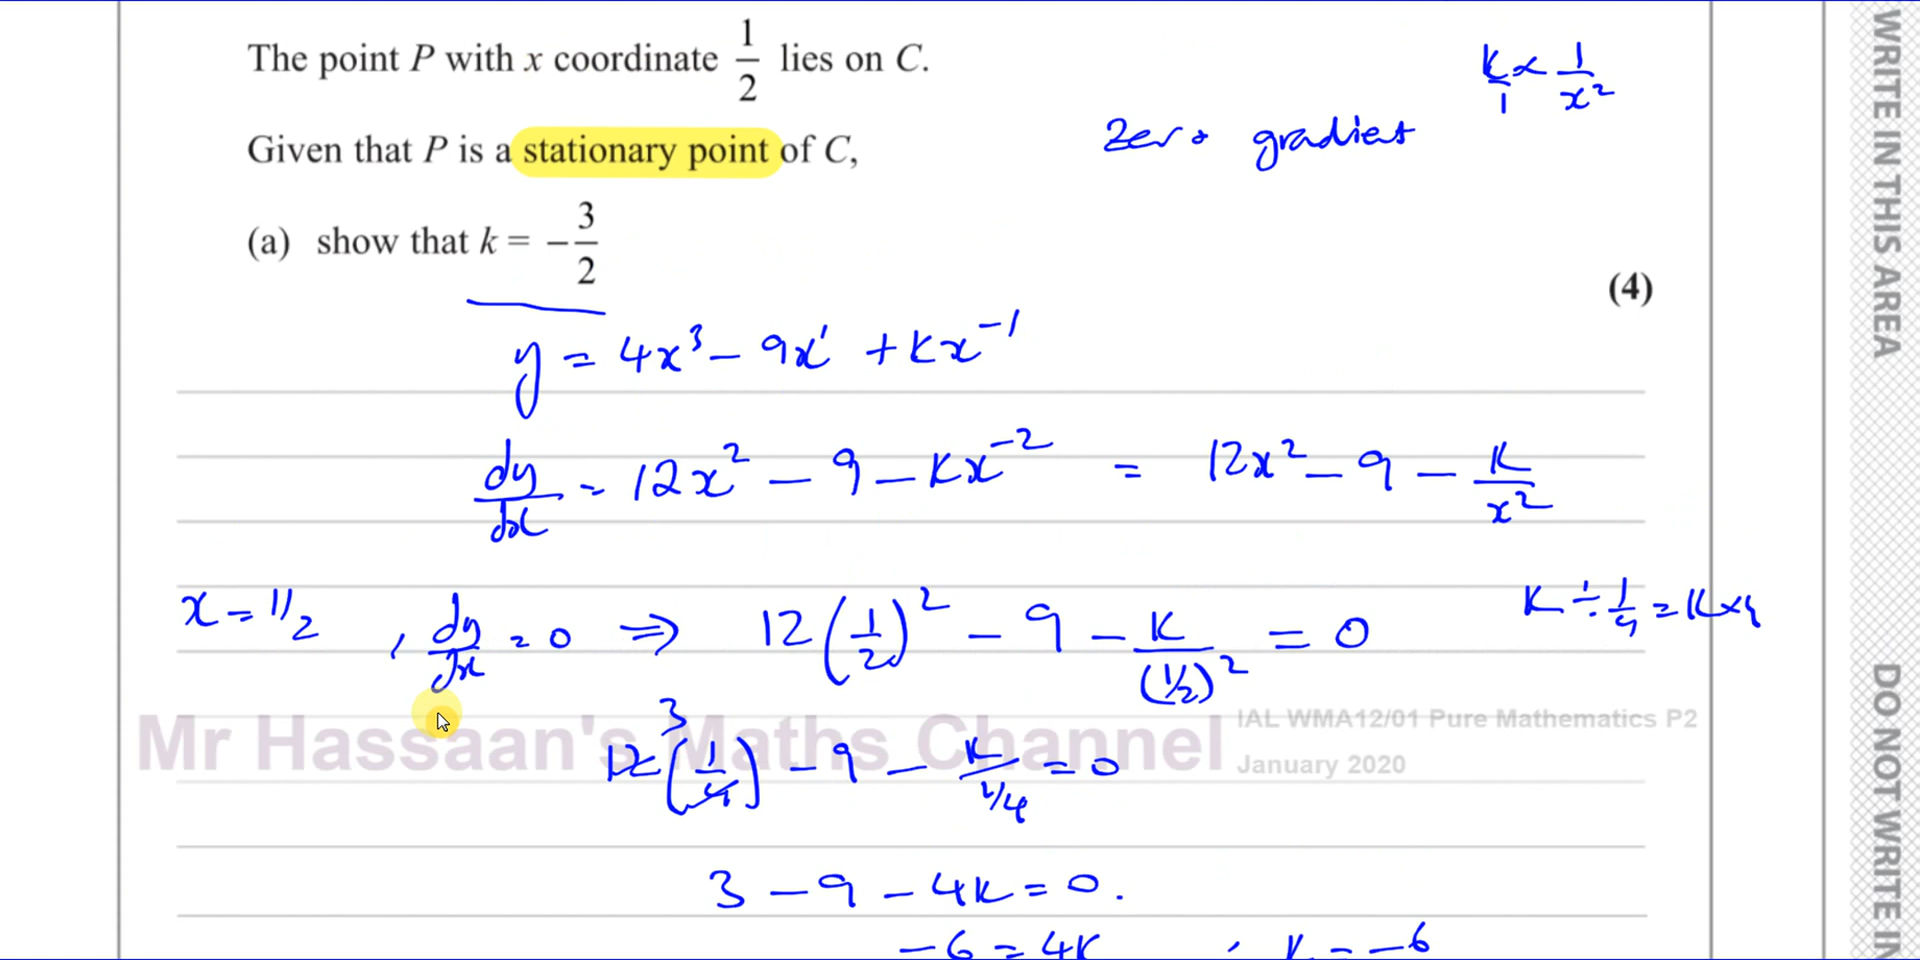 The point P with x coordinate 1/2 lies on C.
k/1 × 1/x²
Zero gradient
Given that P is a stationary point of C,
(a) show that k = -3/2
(4)
y = 4x³ - 9x¹ + kx⁻¹
dy/dx = 12x² - 9 - kx⁻² = 12x² - 9 - k/x²
x = 1/2 , dy/dx = 0 ⇒ 12(1/2)² - 9 - k/(1/2)² = 0
k ÷ 1/4 = k×4
3
12(1/4) - 9 - k/1/4 = 0
Mr Hassaan's Maths Channel
IAL WMA12/01 Pure Mathematics P2
January 2020
3 - 9 - 4k = 0.
-6 = 4k , k = -6
WRITE IN THIS AREA
DO NOT WRITE IN